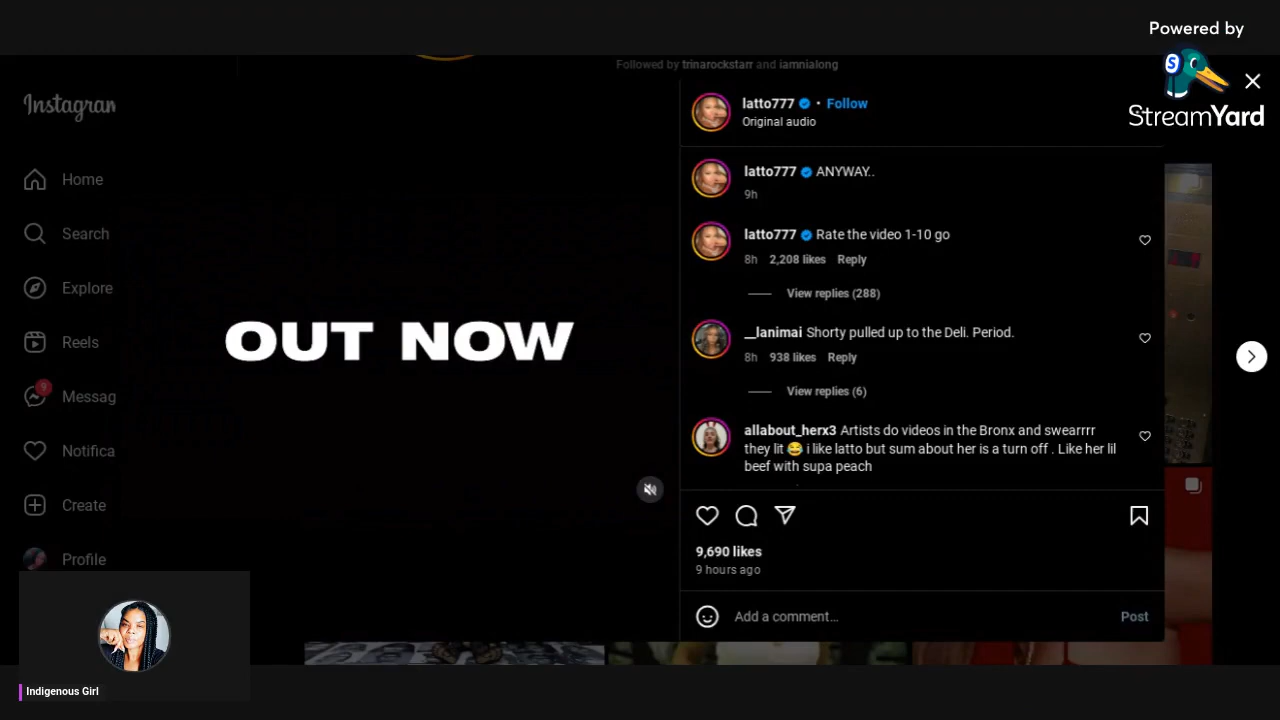 Powered by
StreamYard
Followed by trinarockstarr and iamnialong
Instagram
Home
Search
Explore
Reels
9
Messag
Notifica
Create
Profile
OUT NOW
latto777 • Follow
Original audio
latto777 ANYWAY..
9h
latto777 Rate the video 1-10 go
8h 2,208 likes Reply
View replies (288)
__lanimai Shorty pulled up to the Deli. Period.
8h 938 likes Reply
View replies (6)
allabout_herx3 Artists do videos in the Bronx and swearrrr
they lit 😂 i like latto but sum about her is a turn off . Like her lil
beef with supa peach
9,690 likes
9 hours ago
Add a comment...
Post
Indigenous Girl